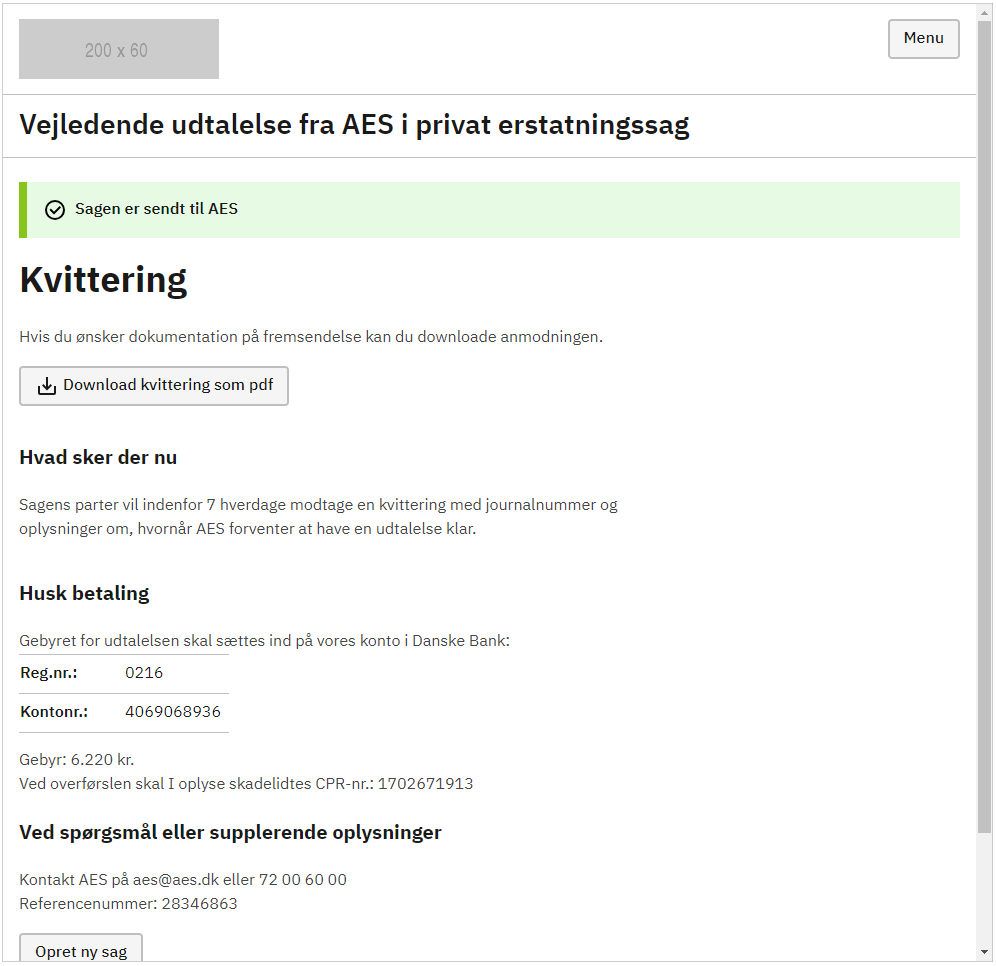 200 x 60
Menu
Vejledende udtalelse fra AES i privat erstatningssag
Sagen er sendt til AES
Kvittering
Hvis du ønsker dokumentation på fremsendelse kan du downloade anmodningen.
Download kvittering som pdf
Hvad sker der nu
Sagens parter vil indenfor 7 hverdage modtage en kvittering med journalnummer og
oplysninger om, hvornår AES forventer at have en udtalelse klar.
Husk betaling
Gebyret for udtalelsen skal sættes ind på vores konto i Danske Bank:
Reg.nr.: 0216
Kontonr.: 4069068936
Gebyr: 6.220 kr.
Ved overførslen skal I oplyse skadelidtes CPR-nr.: 1702671913
Ved spørgsmål eller supplerende oplysninger
Kontakt AES på aes@aes.dk eller 72 00 60 00
Referencenummer: 28346863
Opret ny sag